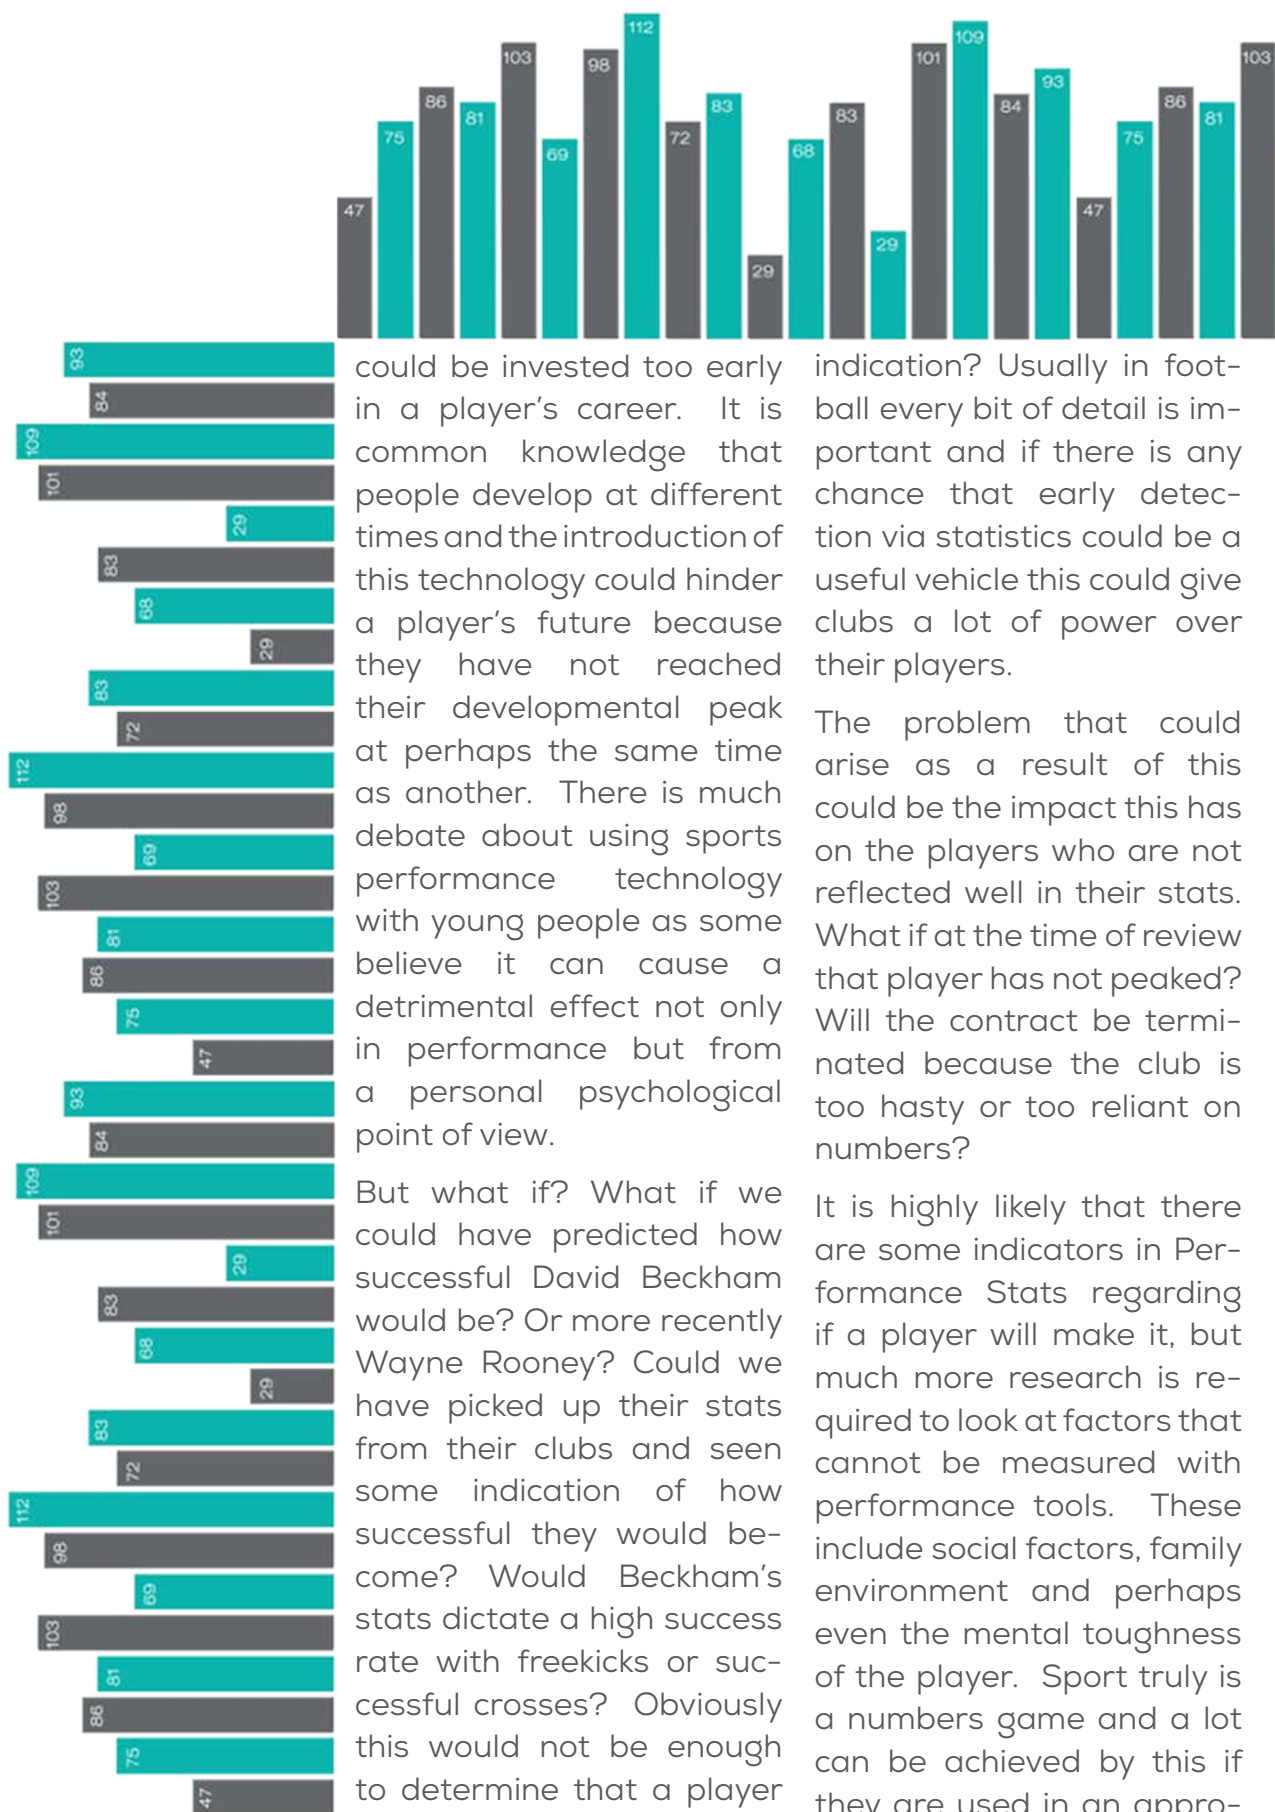 47
75
86
81
103
69
98
112
72
83
29
68
83
29
101
109
84
93
47
75
86
81
103
93
84
109
101
29
83
68
29
83
72
112
98
69
103
81
86
75
47
93
84
109
101
29
83
68
29
83
72
112
98
69
103
81
86
75
47
could be invested too early
in a player's career. It is
common knowledge that
people develop at different
times and the introduction of
this technology could hinder
a player's future because
they have not reached
their developmental peak
at perhaps the same time
as another. There is much
debate about using sports
performance technology
with young people as some
believe it can cause a
detrimental effect not only
in performance but from
a personal psychological
point of view.
But what if? What if we
could have predicted how
successful David Beckham
would be? Or more recently
Wayne Rooney? Could we
have picked up their stats
from their clubs and seen
some indication of how
successful they would be-
come? Would Beckham's
stats dictate a high success
rate with freekicks or suc-
cessful crosses? Obviously
this would not be enough
to determine that a player
indication? Usually in foot-
ball every bit of detail is im-
portant and if there is any
chance that early detec-
tion via statistics could be a
useful vehicle this could give
clubs a lot of power over
their players.
The problem that could
arise as a result of this
could be the impact this has
on the players who are not
reflected well in their stats.
What if at the time of review
that player has not peaked?
Will the contract be termi-
nated because the club is
too hasty or too reliant on
numbers?
It is highly likely that there
are some indicators in Per-
formance Stats regarding
if a player will make it, but
much more research is re-
quired to look at factors that
cannot be measured with
performance tools. These
include social factors, family
environment and perhaps
even the mental toughness
of the player. Sport truly is
a numbers game and a lot
can be achieved by this if
they are used in an appro-